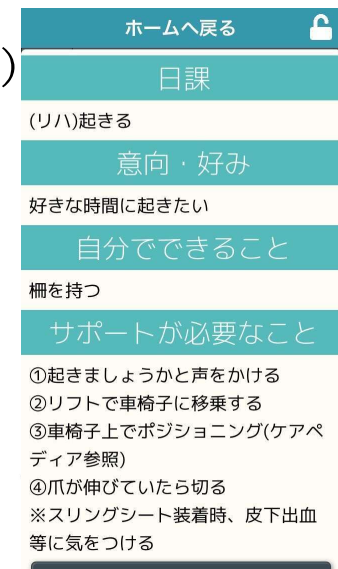 ホームへ戻る
)
日課
(リハ)起きる
意向・好み
好きな時間に起きたい
自分でできること
柵を持つ
サポートが必要なこと
①起きましょうかと声をかける
②リフトで車椅子に移乗する
③車椅子上でポジショニング(ケアペ
ディア参照)
④爪が伸びていたら切る
※スリングシート装着時、皮下出血
等に気をつける